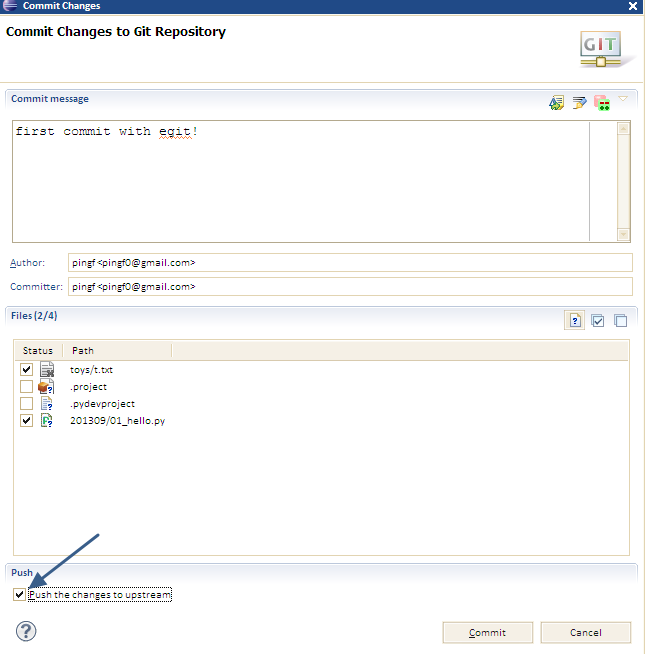 Commit Changes
Commit Changes to Git Repository
GIT
Commit message
first commit with egit!
Author: pingf <pingf0@gmail.com>
Committer: pingf <pingf0@gmail.com>
Files (2/4)
Status Path
toys/t.txt
.project
.pydevproject
201309/01_hello.py
Push
Push the changes to upstream
Commit Cancel